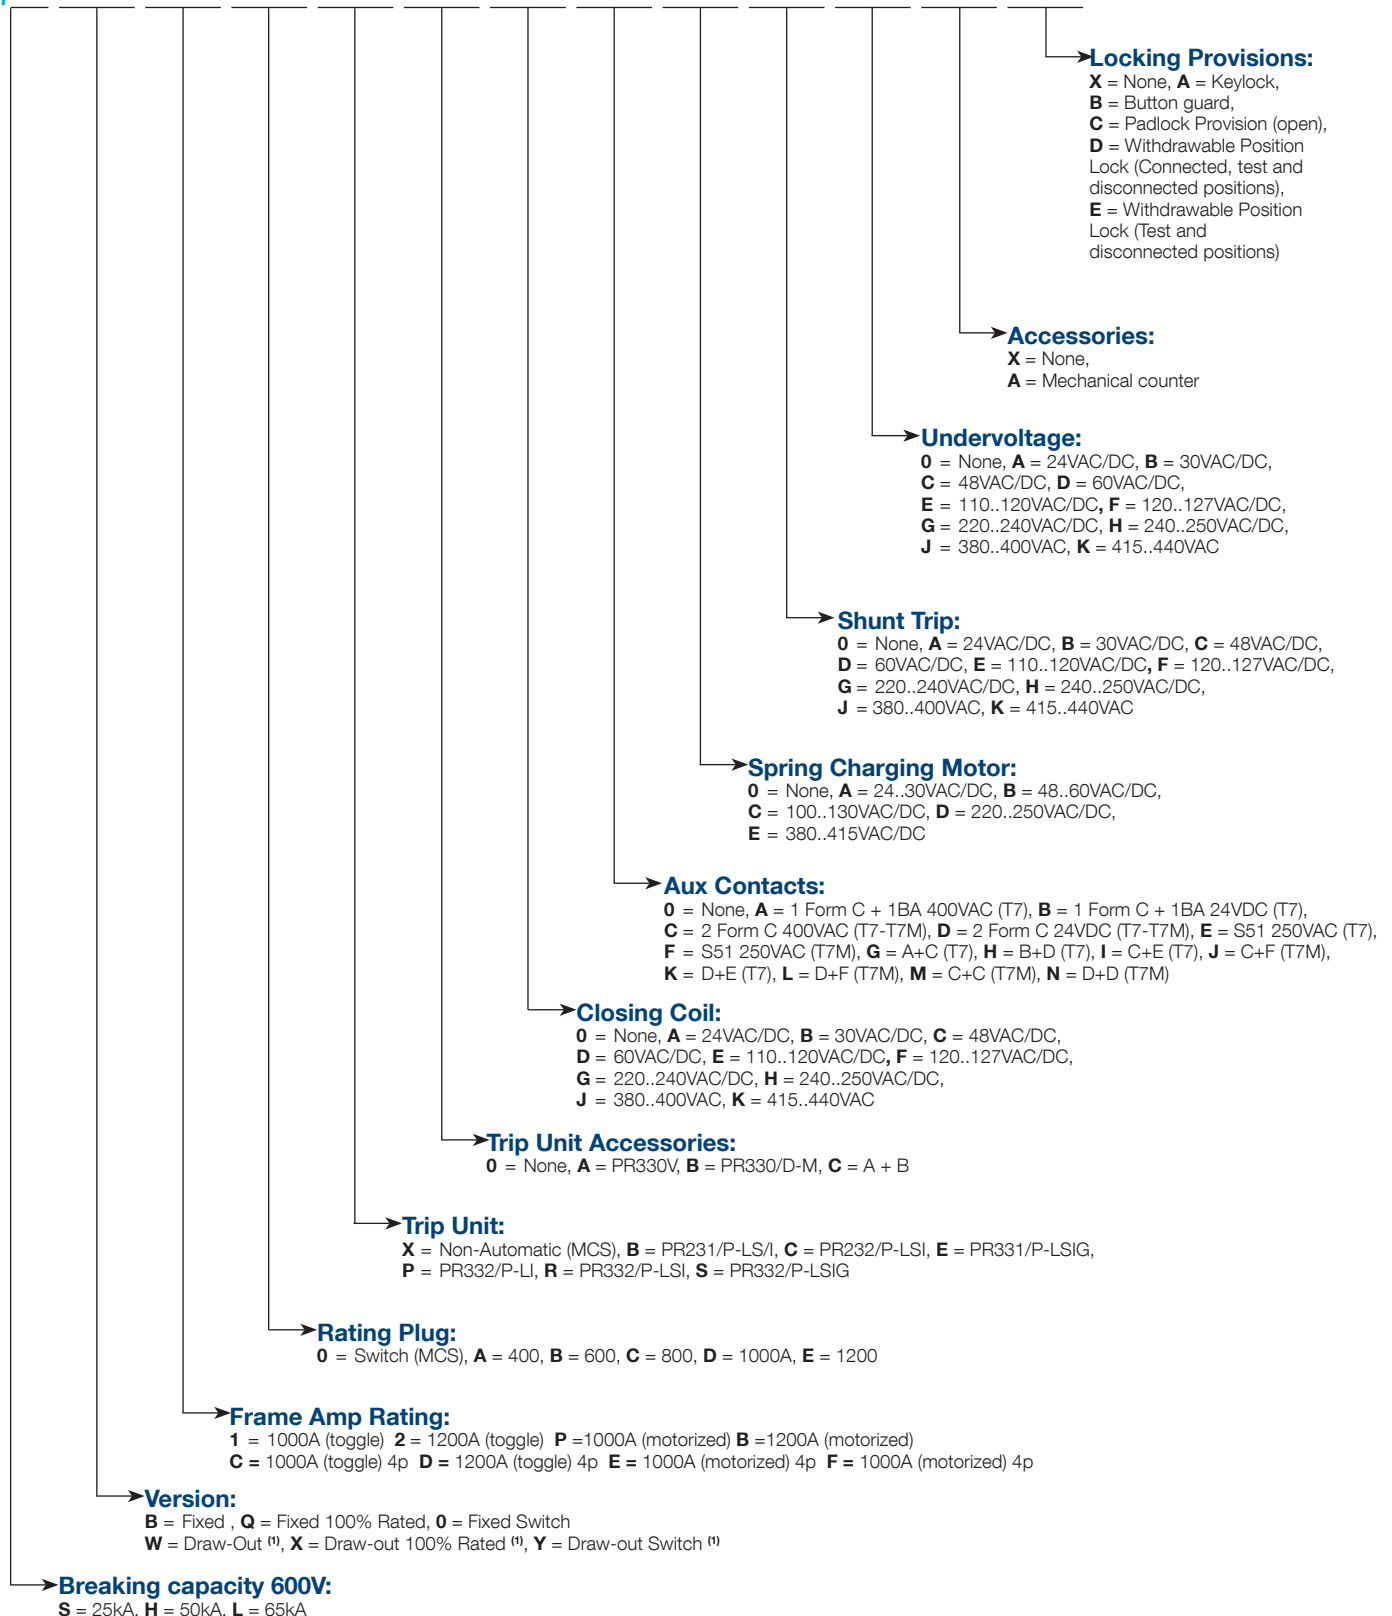 Locking Provisions:
X = None, A = Keylock,
B = Button guard,
C = Padlock Provision (open),
D = Withdrawable Position
Lock (Connected, test and
disconnected positions),
E = Withdrawable Position
Lock (Test and
disconnected positions)
Accessories:
X = None,
A = Mechanical counter
Undervoltage:
0 = None, A = 24VAC/DC, B = 30VAC/DC,
C = 48VAC/DC, D = 60VAC/DC,
E = 110..120VAC/DC, F = 120..127VAC/DC,
G = 220..240VAC/DC, H = 240..250VAC/DC,
J = 380..400VAC, K = 415..440VAC
Shunt Trip:
0 = None, A = 24VAC/DC, B = 30VAC/DC, C = 48VAC/DC,
D = 60VAC/DC, E = 110..120VAC/DC, F = 120..127VAC/DC,
G = 220..240VAC/DC, H = 240..250VAC/DC,
J = 380..400VAC, K = 415..440VAC
Spring Charging Motor:
0 = None, A = 24..30VAC/DC, B = 48..60VAC/DC,
C = 100..130VAC/DC, D = 220..250VAC/DC,
E = 380..415VAC/DC
Aux Contacts:
0 = None, A = 1 Form C + 1BA 400VAC (T7), B = 1 Form C + 1BA 24VDC (T7),
C = 2 Form C 400VAC (T7-T7M), D = 2 Form C 24VDC (T7-T7M), E = S51 250VAC (T7),
F = S51 250VAC (T7M), G = A+C (T7), H = B+D (T7), I = C+E (T7), J = C+F (T7M),
K = D+E (T7), L = D+F (T7M), M = C+C (T7M), N = D+D (T7M)
Closing Coil:
0 = None, A = 24VAC/DC, B = 30VAC/DC, C = 48VAC/DC,
D = 60VAC/DC, E = 110..120VAC/DC, F = 120..127VAC/DC,
G = 220..240VAC/DC, H = 240..250VAC/DC,
J = 380..400VAC, K = 415..440VAC
Trip Unit Accessories:
0 = None, A = PR330V, B = PR330/D-M, C = A + B
Trip Unit:
X = Non-Automatic (MCS), B = PR231/P-LS/I, C = PR232/P-LSI, E = PR331/P-LSIG,
P = PR332/P-LI, R = PR332/P-LSI, S = PR332/P-LSIG
Rating Plug:
0 = Switch (MCS), A = 400, B = 600, C = 800, D = 1000A, E = 1200
Frame Amp Rating:
1 = 1000A (toggle) 2 = 1200A (toggle) P =1000A (motorized) B =1200A (motorized)
C = 1000A (toggle) 4p D = 1200A (toggle) 4p E = 1000A (motorized) 4p F = 1000A (motorized) 4p
Version:
B = Fixed , Q = Fixed 100% Rated, 0 = Fixed Switch
W = Draw-Out (1), X = Draw-out 100% Rated (1), Y = Draw-out Switch (1)
Breaking capacity 600V:
S = 25kA, H = 50kA, L = 65kA